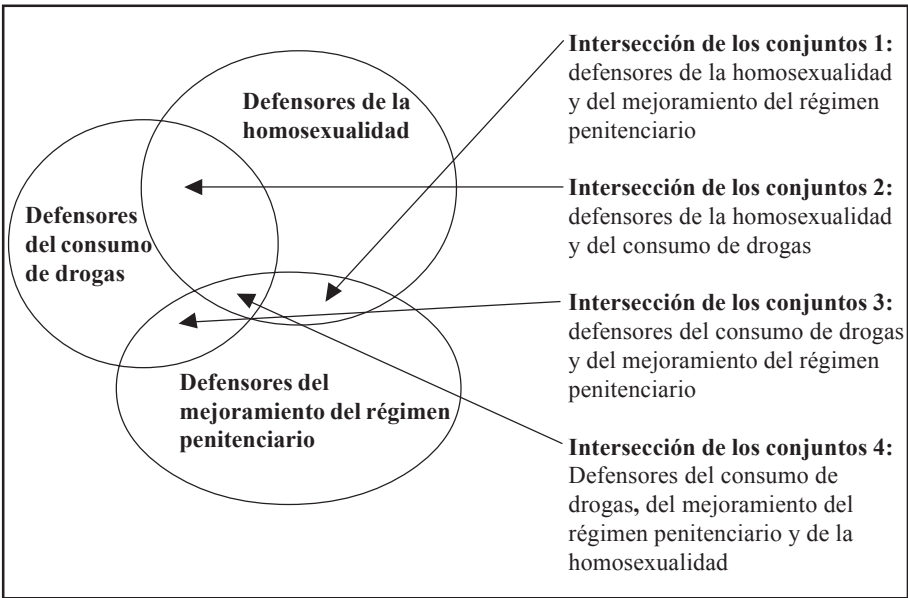 Defensores de la
homosexualidad
Defensores
del consumo
de drogas
Defensores del
mejoramiento del régimen
penitenciario
Intersección de los conjuntos 1:
defensores de la homosexualidad
y del mejoramiento del régimen
penitenciario
Intersección de los conjuntos 2:
defensores de la homosexualidad
y del consumo de drogas
Intersección de los conjuntos 3:
defensores del consumo de drogas
y del mejoramiento del régimen
penitenciario
Intersección de los conjuntos 4:
Defensores del consumo de
drogas, del mejoramiento del
régimen penitenciario y de la
homosexualidad